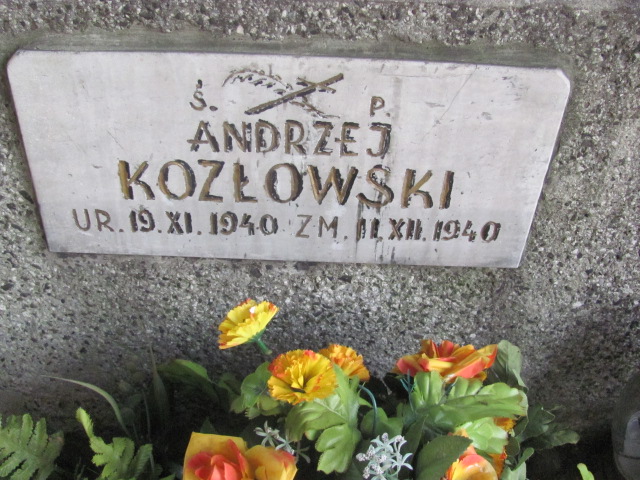 Ś. P.
ANDRZEJ
KOZŁOWSKI
UR. 19.XI.1940 ZM. 11.XII.1940